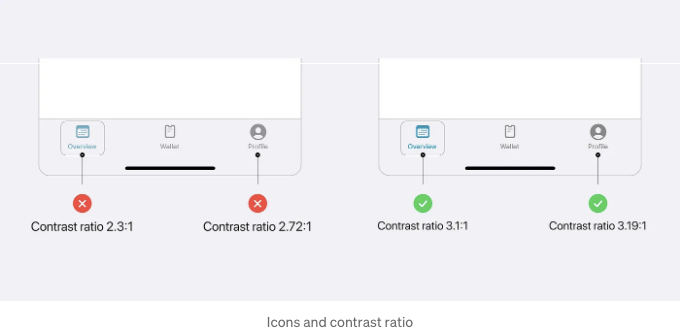 Overview Wallet Profile Overview Wallet Profile
Contrast ratio 2.3:1 Contrast ratio 2.72:1 Contrast ratio 3.1:1 Contrast ratio 3.19:1
Icons and contrast ratio